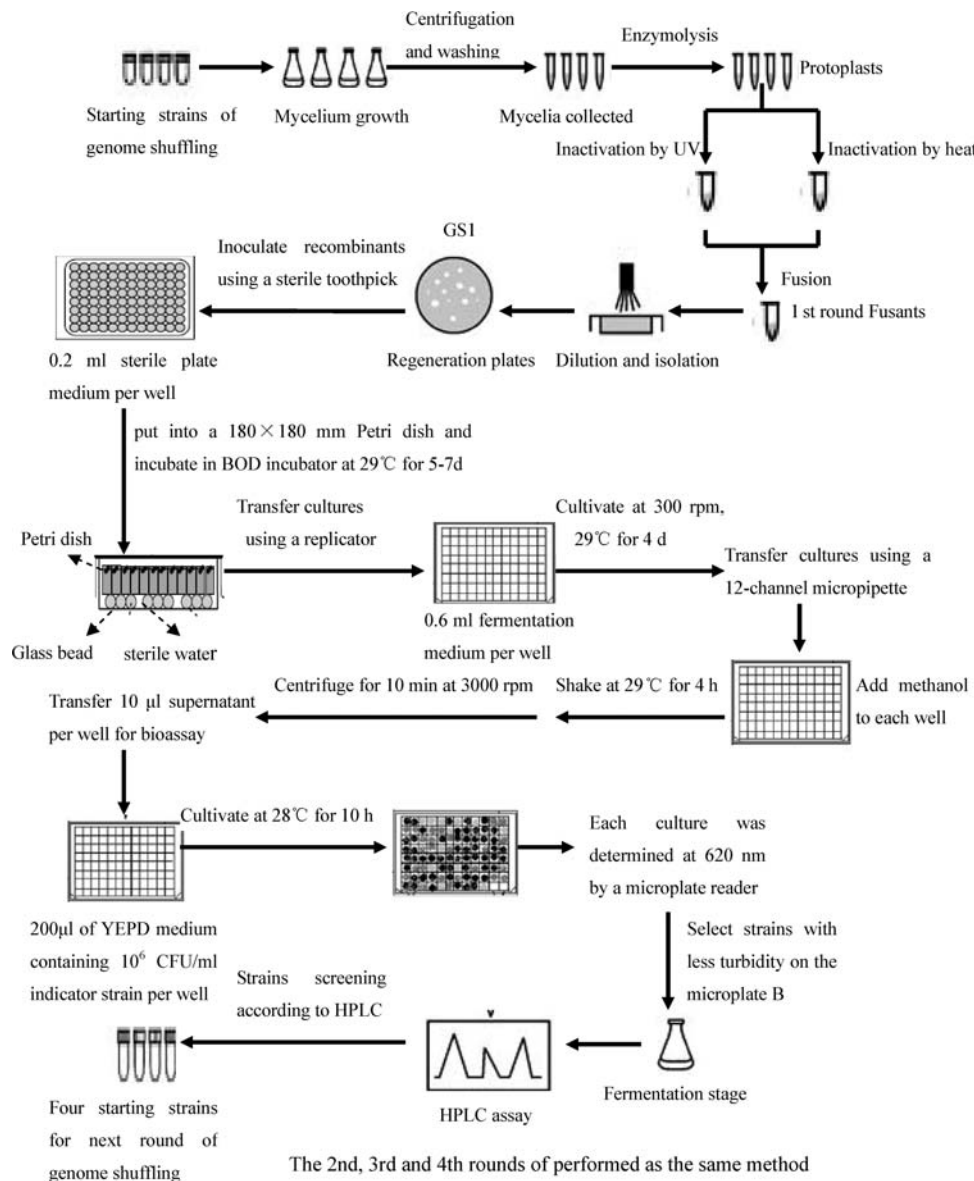 Centrifugation
and washing
Enzymolysis
Protoplasts
Starting strains of
genome shuffling
Mycelium growth
Mycelia collected
Inactivation by UV
Inactivation by heat
GS1
Inoculate recombinants
using a sterile toothpick
Fusion
1 st round Fusants
0.2 ml sterile plate
medium per well
Regeneration plates
Dilution and isolation
put into a 180×180 mm Petri dish and
incubate in BOD incubator at 29℃ for 5-7d
Transfer cultures
using a replicator
Cultivate at 300 rpm,
29℃ for 4 d
Petri dish
Transfer cultures using a
12-channel micropipette
0.6 ml fermentation
medium per well
Glass bead
sterile water
Centrifuge for 10 min at 3000 rpm
Shake at 29℃ for 4 h
Add methanol
to each well
Transfer 10 μl supernatant
per well for bioassay
Cultivate at 28℃ for 10 h
Each culture was
determined at 620 nm
by a microplate reader
200μl of YEPD medium
containing 10⁶ CFU/ml
indicator strain per well
Select strains with
less turbidity on the
microplate B
Strains screening
according to HPLC
Fermentation stage
HPLC assay
Four starting strains
for next round of
genome shuffling
The 2nd, 3rd and 4th rounds of performed as the same method